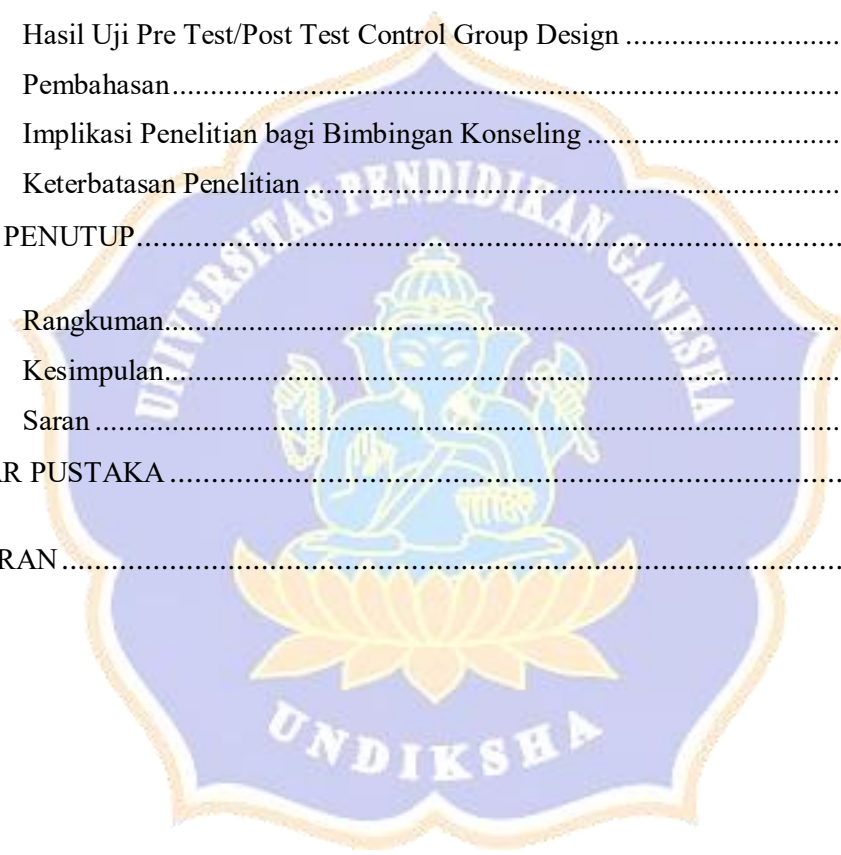 Hasil Uji Pre Test/Post Test Control Group Design ..............................
Pembahasan..............................
Implikasi Penelitian bagi Bimbingan Konseling ..............................
Keterbatasan Penelitian..............................
PENUTUP..............................
Rangkuman..............................
Kesimpulan..............................
Saran ..............................
AR PUSTAKA ..............................
RAN ..............................
UNIVERSITAS PENDIDIKAN GANESHA
UNDIKSHA